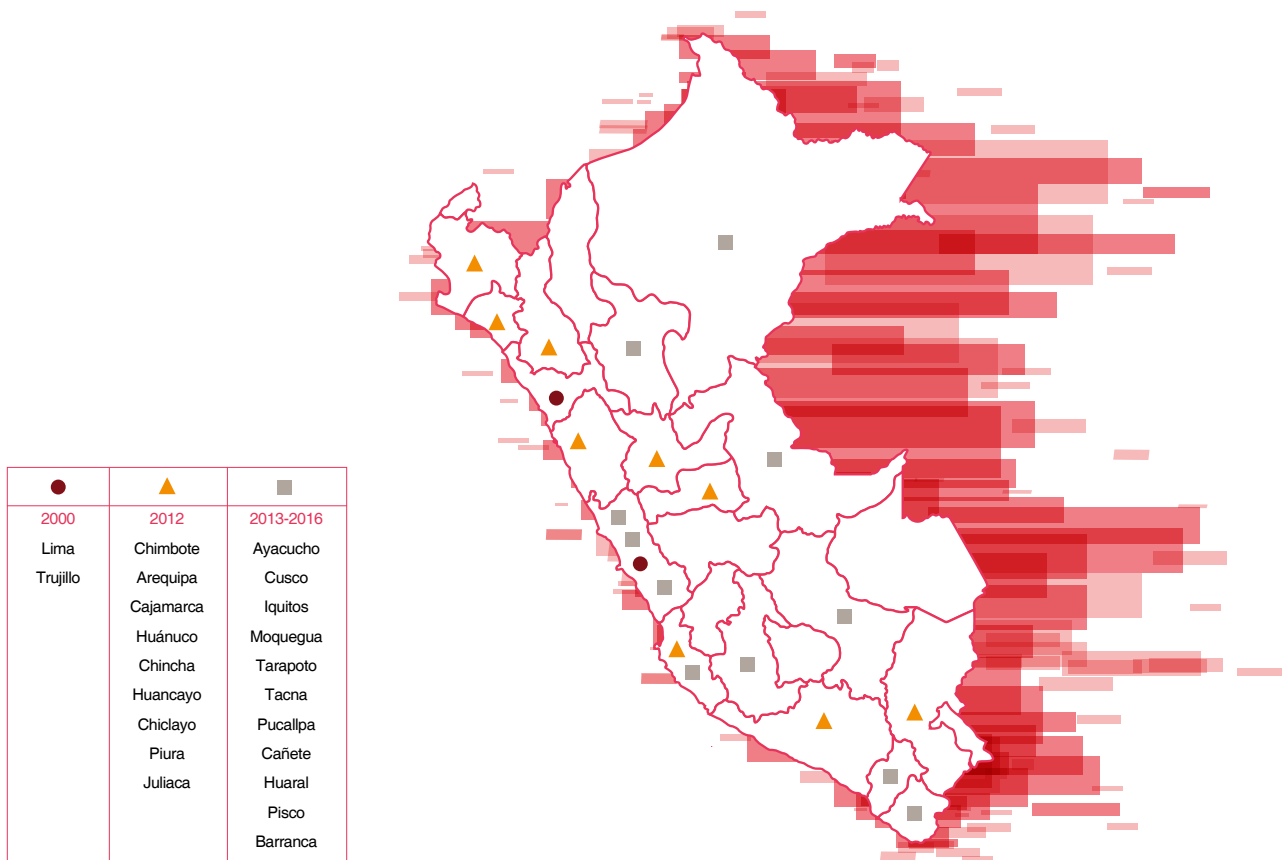 2000 2012 2013-2016
Lima Chimbote Ayacucho
Trujillo Arequipa Cusco
Cajamarca Iquitos
Huánuco Moquegua
Chincha Tarapoto
Huancayo Tacna
Chiclayo Pucallpa
Piura Cañete
Juliaca Huaral
Pisco
Barranca